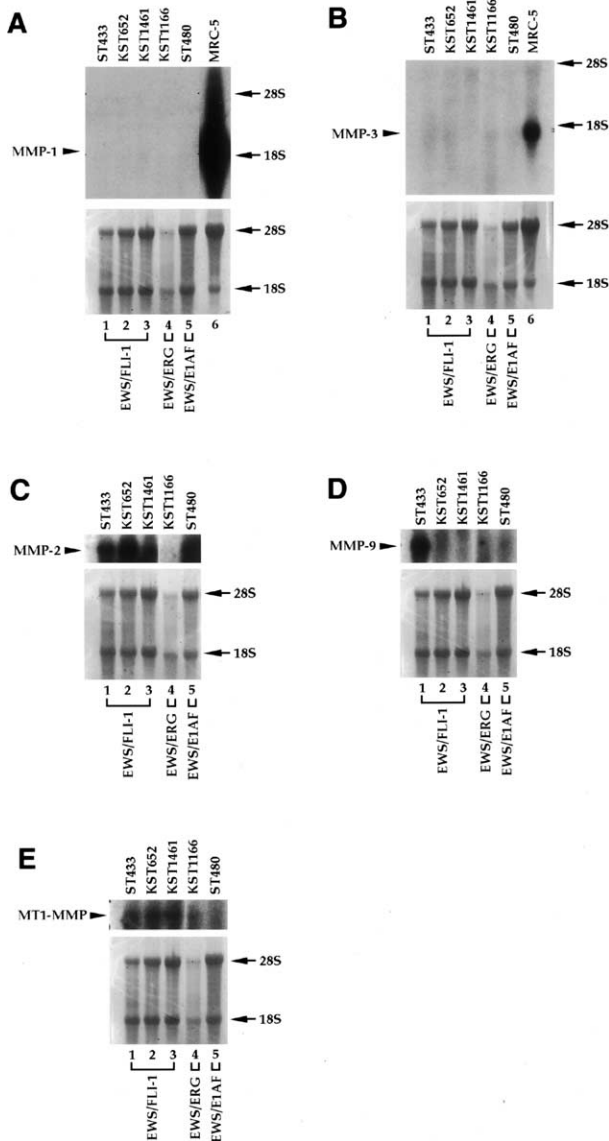 A
ST433
KST652
KST1461
KST1166
ST480
MRC-5
28S
MMP-1
18S
28S
18S
1 2 3 4 5 6
EWS/FLI-1
EWS/ERG
EWS/E1AF
B
ST433
KST652
KST1461
KST1166
ST480
MRC-5
28S
MMP-3
18S
28S
18S
1 2 3 4 5 6
EWS/FLI-1
EWS/ERG
EWS/E1AF
C
ST433
KST652
KST1461
KST1166
ST480
MMP-2
28S
18S
1 2 3 4 5
EWS/FLI-1
EWS/ERG
EWS/E1AF
D
ST433
KST652
KST1461
KST1166
ST480
MMP-9
28S
18S
1 2 3 4 5
EWS/FLI-1
EWS/ERG
EWS/E1AF
E
ST433
KST652
KST1461
KST1166
ST480
MT1-MMP
28S
18S
1 2 3 4 5
EWS/FLI-1
EWS/ERG
EWS/E1AF